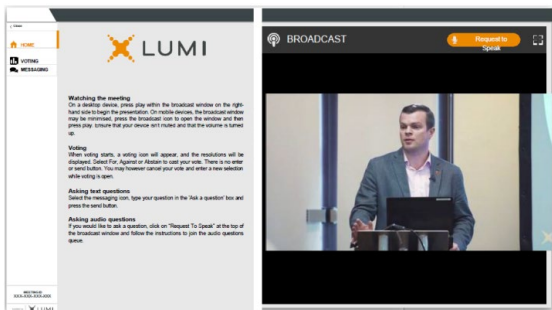 HOME
VOTING
MESSAGING
LUMI
Watching the meeting
On a desktop device, press play within the broadcast window on the right-
hand side to begin the presentation. On mobile devices, the broadcast window
may be minimised, press the broadcast icon to open the window and then
press play. Ensure that your device isn't muted and that the volume is turned
up.
Voting
When voting starts, a voting icon will appear, and the resolutions will be
displayed. Select For, Against or Abstain to cast your vote. There is no enter
or send button. You may however cancel your vote and enter a new selection
while voting is open.
Asking text questions
Select the messaging icon, type your question in the 'Ask a question' box and
press the send button.
Asking audio questions
If you would like to ask a question, click on "Request To Speak" at the top of
the broadcast window and follow the instructions to join the audio questions
queue.
MEETING ID
XXX-XXX-XXX-XXX
LUMI
BROADCAST
Request to
Speak